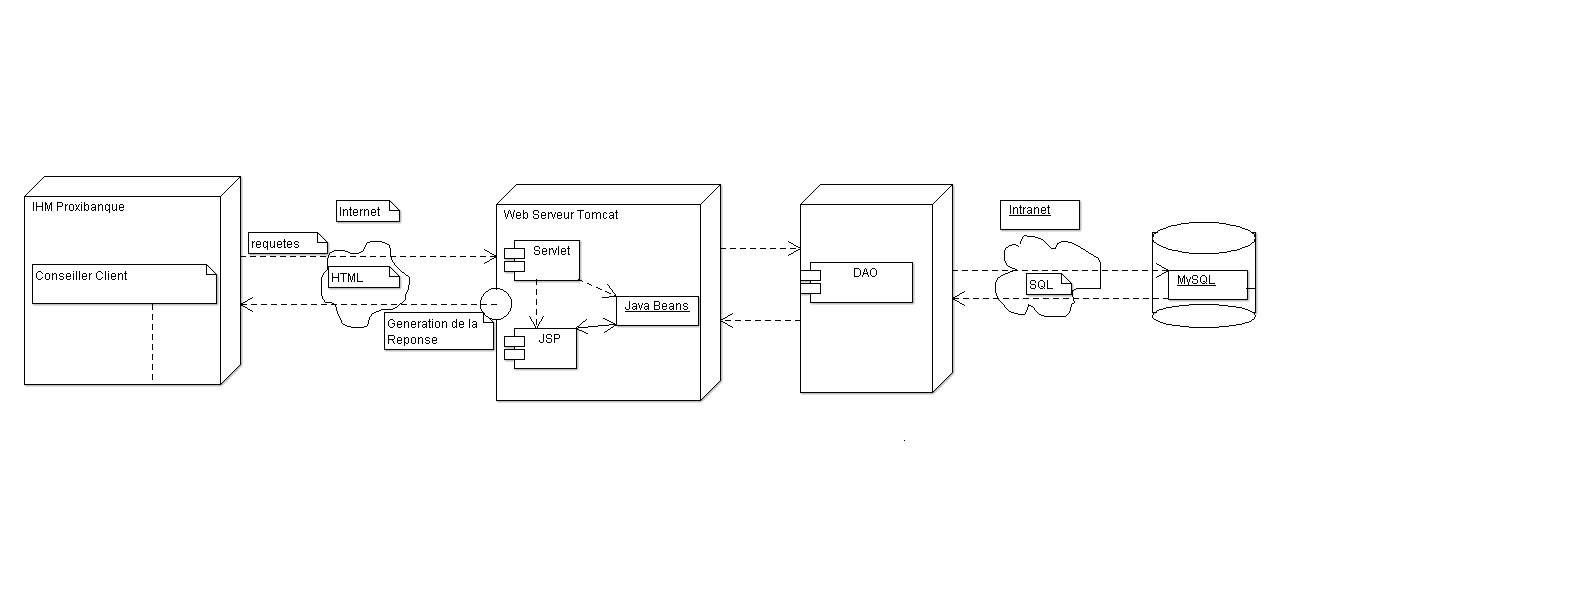 IHM Proxibanque
Conseiller Client
requetes
Internet
HTML
Generation de la
Reponse
Web Serveur Tomcat
Servlet
Java Beans
JSP
DAO
Intranet
SQL
MySQL